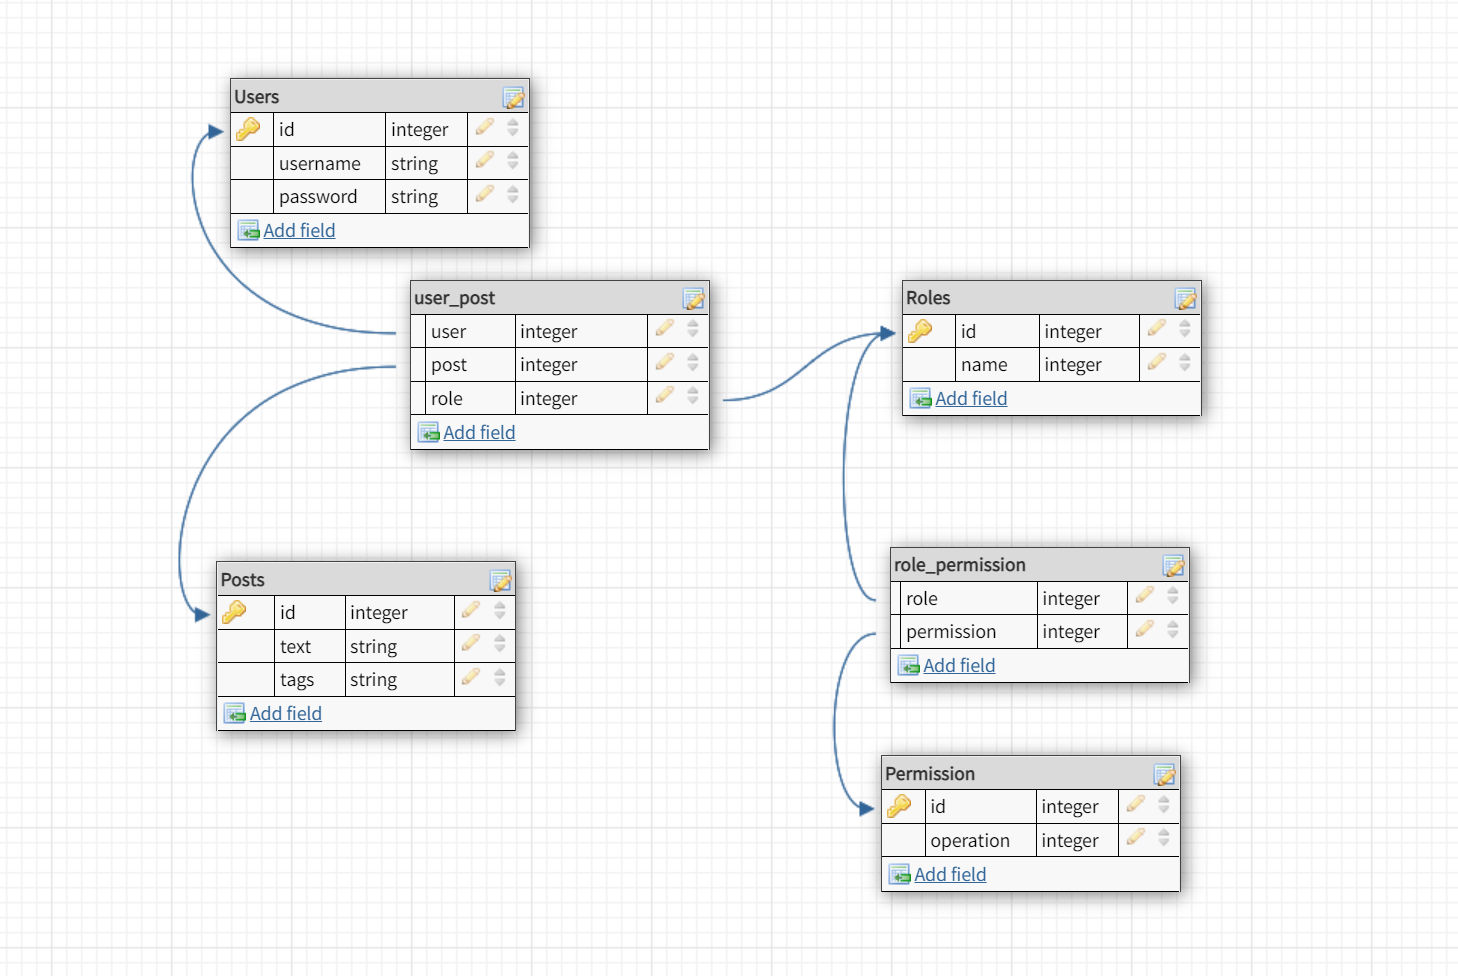 Users
id integer
username string
password string
Add field
user_post
user integer
post integer
role integer
Add field
Roles
id integer
name integer
Add field
Posts
id integer
text string
tags string
Add field
role_permission
role integer
permission integer
Add field
Permission
id integer
operation integer
Add field